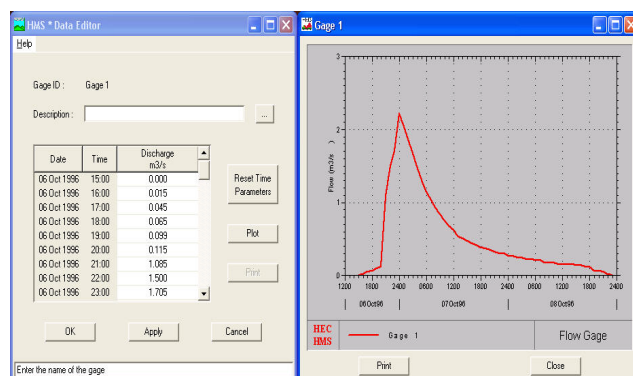 HMS * Data Editor
Help
Gage ID : Gage 1
Description :
...
Date Time Discharge m3/s
06 Oct 1996 15:00 0.000
06 Oct 1996 16:00 0.015
06 Oct 1996 17:00 0.045
06 Oct 1996 18:00 0.065
06 Oct 1996 19:00 0.099
06 Oct 1996 20:00 0.115
06 Oct 1996 21:00 1.085
06 Oct 1996 22:00 1.500
06 Oct 1996 23:00 1.705
Reset Time
Parameters
Plot
Print
OK Apply Cancel
Enter the name of the gage
Gage 1
3
2
1
0
Flow (m3/s )
1200 1800 2400 0600 1200 1800 2400 0600 1200 1800 2400
06Oct96 07Oct96 08Oct96
HEC
HMS
Gage 1
Flow Gage
Print Close